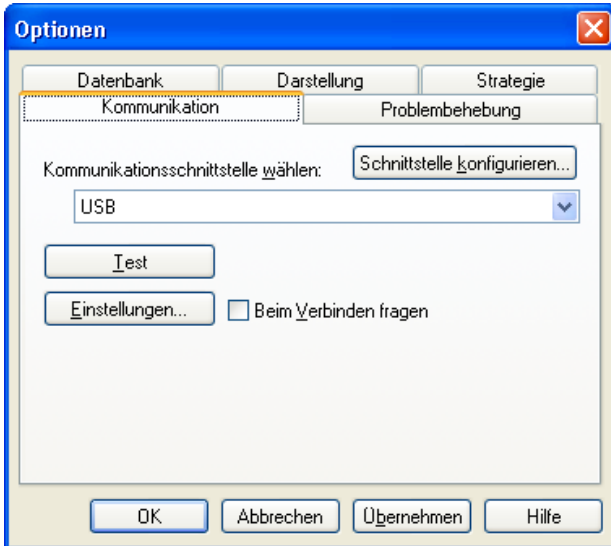 Optionen
Datenbank Darstellung Strategie
Kommunikation Problembehebung
Kommunikationsschnittstelle wählen: Schnittstelle konfigurieren...
USB
Test
Einstellungen... Beim Verbinden fragen
OK Abbrechen Übernehmen Hilfe